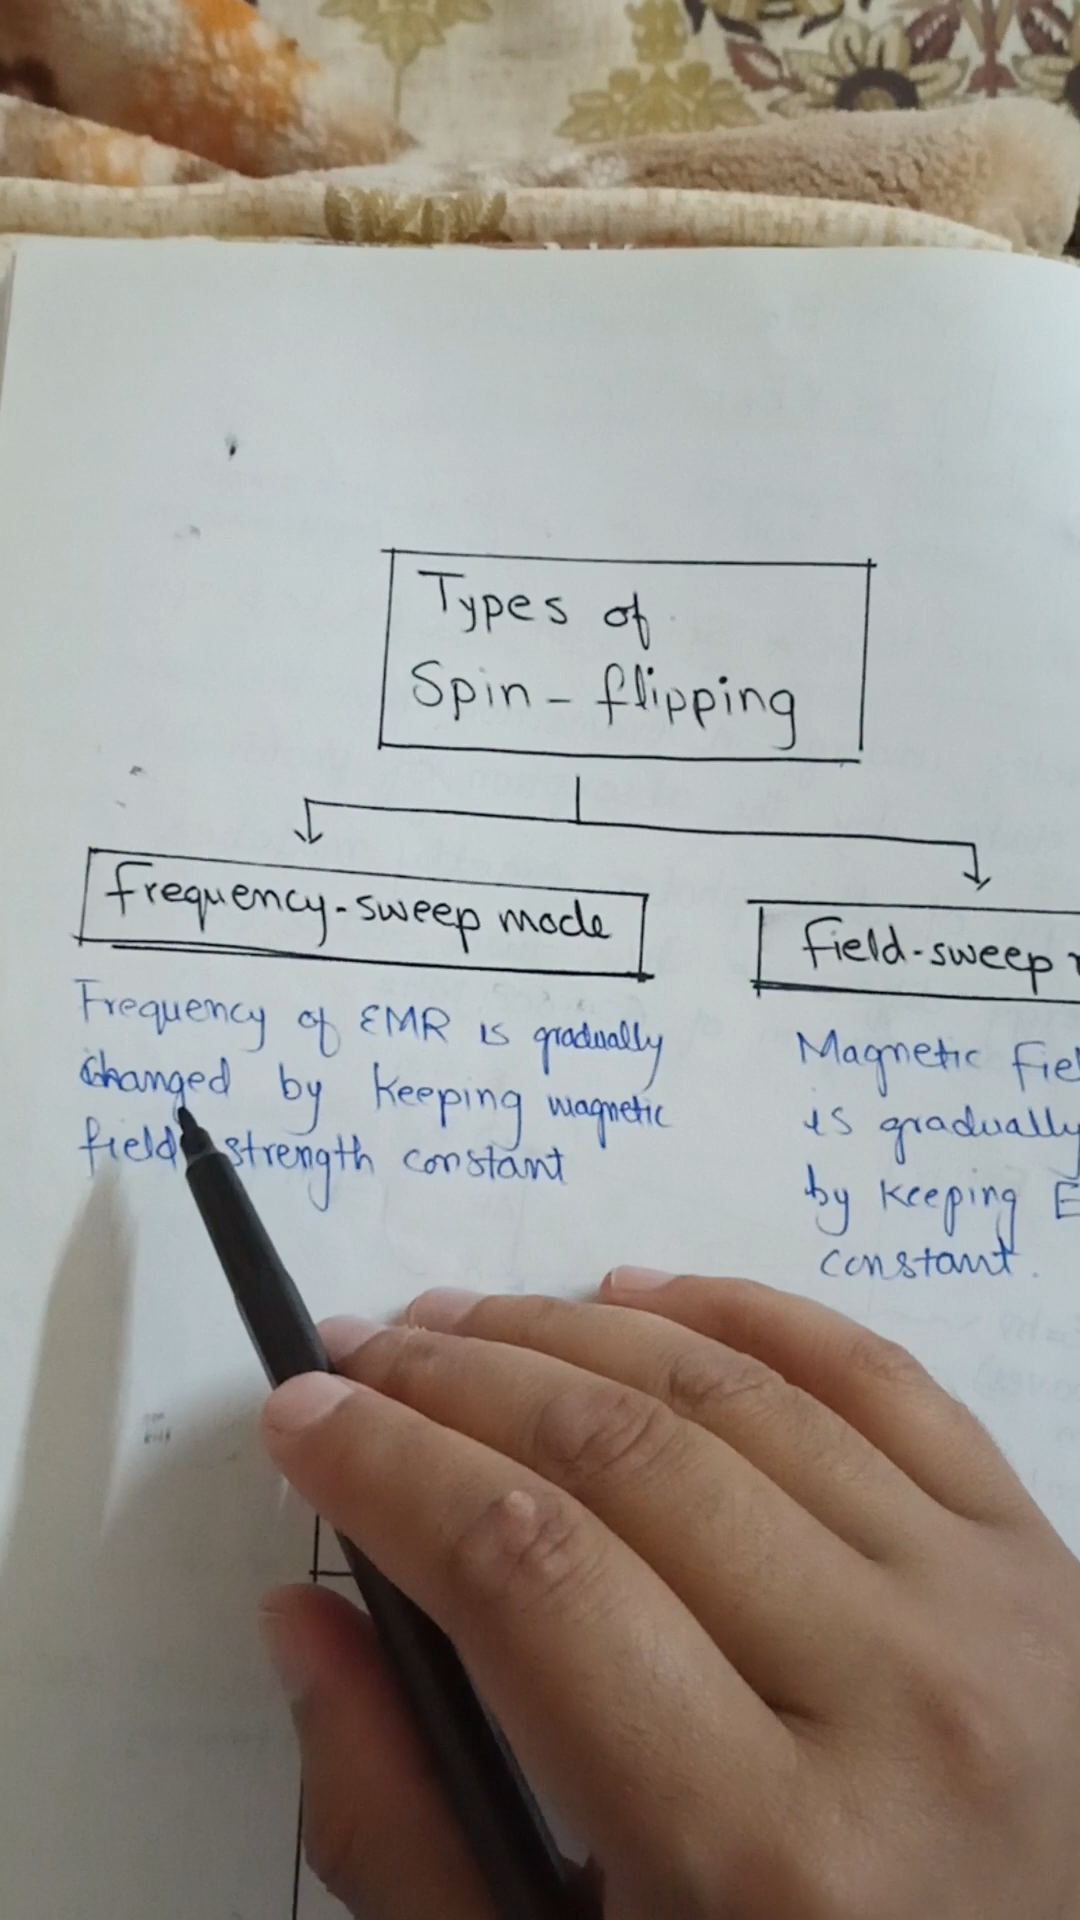 Types of
Spin - flipping
frequency-sweep mode
Frequency of EMR is gradually
changed by keeping magnetic
field strength constant
field-sweep
Magnetic
is gradually
by keeping
constant.